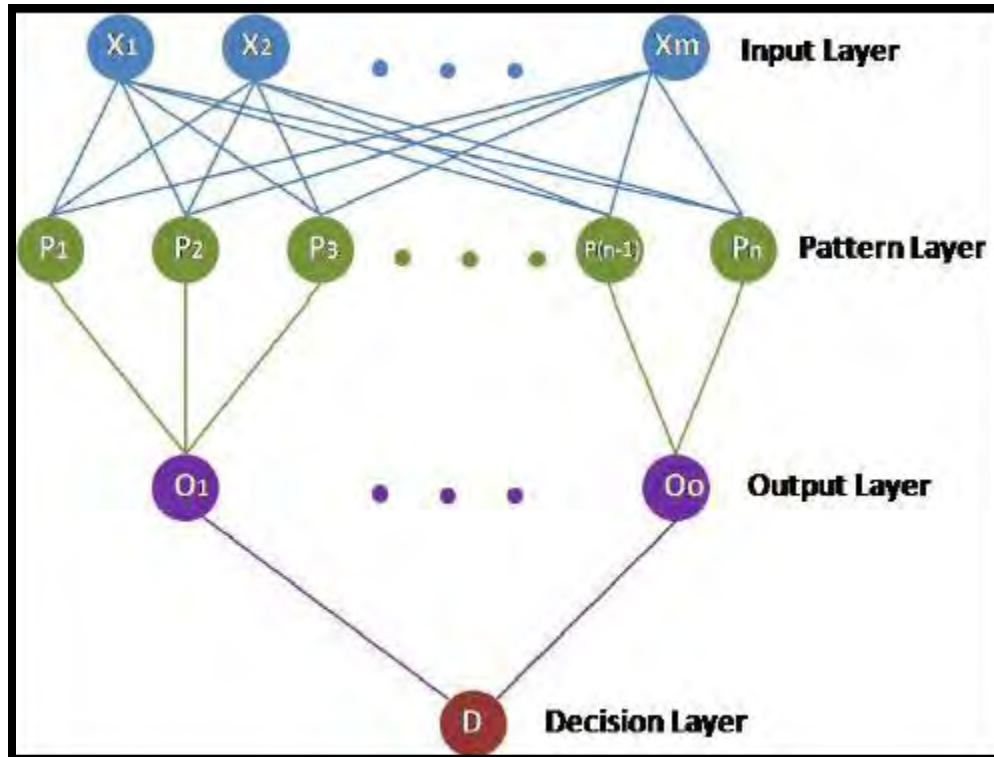 X1 X2 Xm Input Layer
P1 P2 P3 P(n-1) Pn Pattern Layer
O1 Oo Output Layer
D Decision Layer